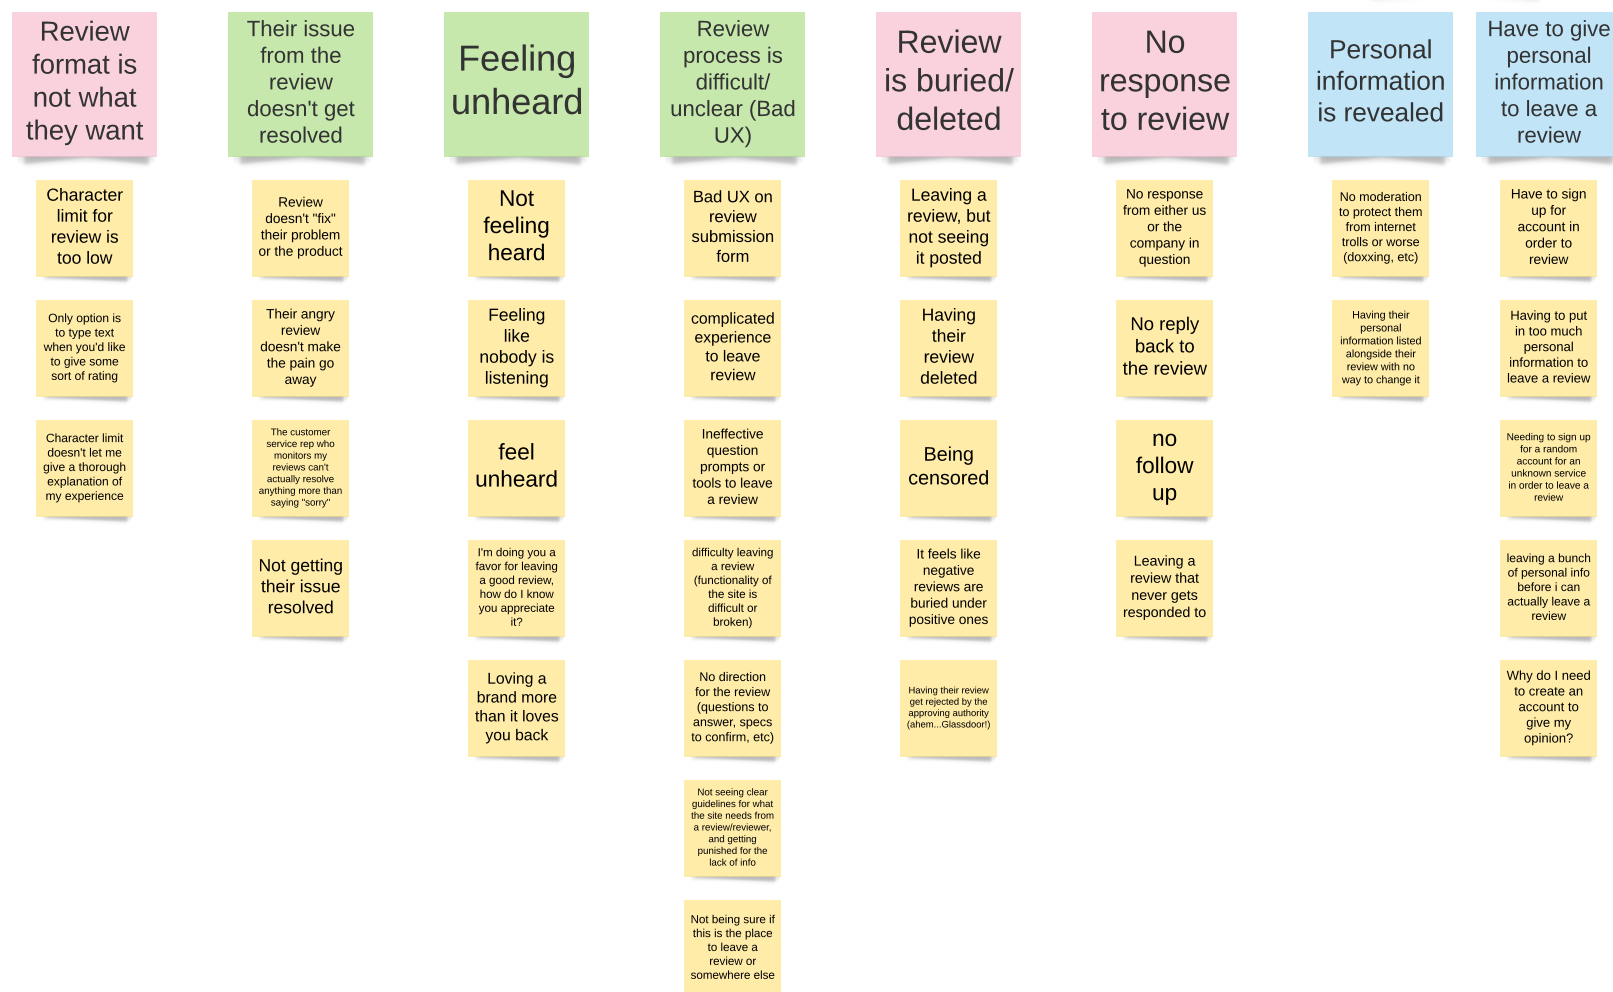 Review
format is
not what
they want
Their issue
from the
review
doesn't get
resolved
Feeling
unheard
Review
process is
difficult/
unclear (Bad
UX)
Review
is buried/
deleted
No
response
to review
Personal
information
is revealed
Have to give
personal
information
to leave a
review
Character
limit for
review is
too low
Only option is
to type text
when you'd like
to give some
sort of rating
Character limit
doesn't let me
give a thorough
explanation of
my experience
Review
doesn't "fix"
their problem
or the product
Their angry
review
doesn't make
the pain go
away
The customer
service rep who
monitors my
reviews can't
actually resolve
anything more than
saying "sorry"
Not getting
their issue
resolved
Not
feeling
heard
Feeling
like
nobody is
listening
feel
unheard
I'm doing you a
favor for leaving
a good review,
how do I know
you appreciate
it?
Loving a
brand more
than it loves
you back
Bad UX on
review
submission
form
complicated
experience
to leave
review
Ineffective
question
prompts or
tools to leave
a review
difficulty leaving
a review
(functionality of
the site is
difficult or
broken)
No direction
for the review
(questions to
answer, specs
to confirm, etc)
Not seeing clear
guidelines for what
the site needs from
a review/reviewer,
and getting
punished for the
lack of info
Not being sure if
this is the place
to leave a
review or
somewhere else
Leaving a
review, but
not seeing
it posted
Having
their
review
deleted
Being
censored
It feels like
negative
reviews are
buried under
positive ones
Having their review
get rejected by the
approving authority
(ahem...Glassdoor!)
No response
from either us
or the
company in
question
No reply
back to
the review
no
follow
up
Leaving a
review that
never gets
responded to
No moderation
to protect them
from internet
trolls or worse
(doxxing, etc)
Having their
personal
information listed
alongside their
review with no
way to change it
Have to sign
up for
account in
order to
review
Having to put
in too much
personal
information to
leave a review
Needing to sign up
for a random
account for an
unknown service
in order to leave a
review
leaving a bunch
of personal info
before i can
actually leave a
review
Why do I need
to create an
account to
give my
opinion?